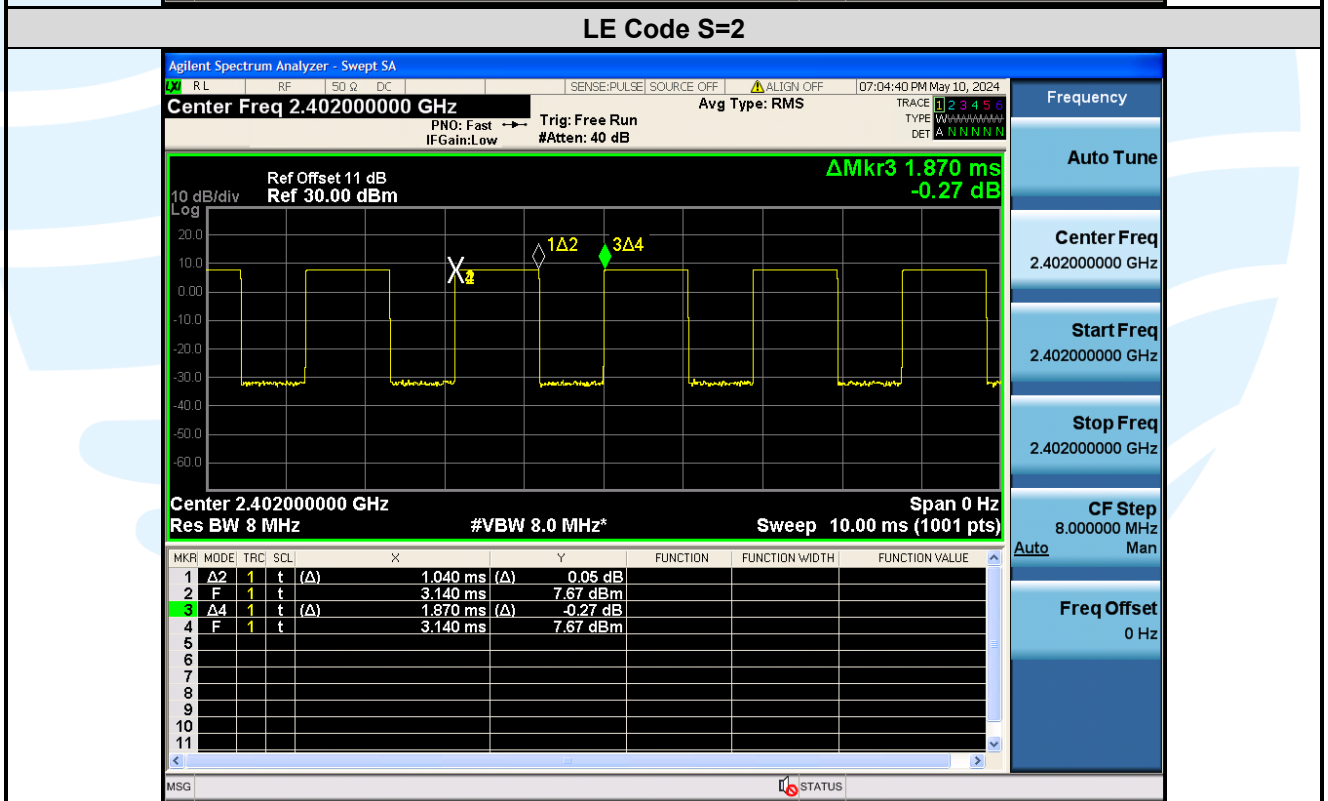 LE Code S=2
Agilent Spectrum Analyzer - Swept SA
LXI RL RF 50 Ω DC SENSE:PULSE SOURCE OFF ALIGN OFF 07:04:40 PM May 10, 2024
Center Freq 2.402000000 GHz
PNO: Fast
IFGain:Low
Trig: Free Run
#Atten: 40 dB
Avg Type: RMS
TRACE 1 2 3 4 5 6
TYPE
DET A N N N N N
ΔMkr3 1.870 ms
-0.27 dB
Ref Offset 11 dB
10 dB/div Ref 30.00 dBm
Log
20.0
10.0
0.00
-10.0
-20.0
-30.0
-40.0
-50.0
-60.0
1Δ2
3Δ4
Center 2.402000000 GHz Span 0 Hz
Res BW 8 MHz #VBW 8.0 MHz* Sweep 10.00 ms (1001 pts)
MKR MODE TRC SCL X Y FUNCTION FUNCTION WIDTH FUNCTION VALUE
1 Δ2 1 t (Δ) 1.040 ms (Δ) 0.05 dB
2 F 1 t 3.140 ms 7.67 dBm
3 Δ4 1 t (Δ) 1.870 ms (Δ) -0.27 dB
4 F 1 t 3.140 ms 7.67 dBm
5
6
7
8
9
10
11
MSG STATUS
Frequency
Auto Tune
Center Freq
2.402000000 GHz
Start Freq
2.402000000 GHz
Stop Freq
2.402000000 GHz
CF Step
8.000000 MHz
Auto Man
Freq Offset
0 Hz